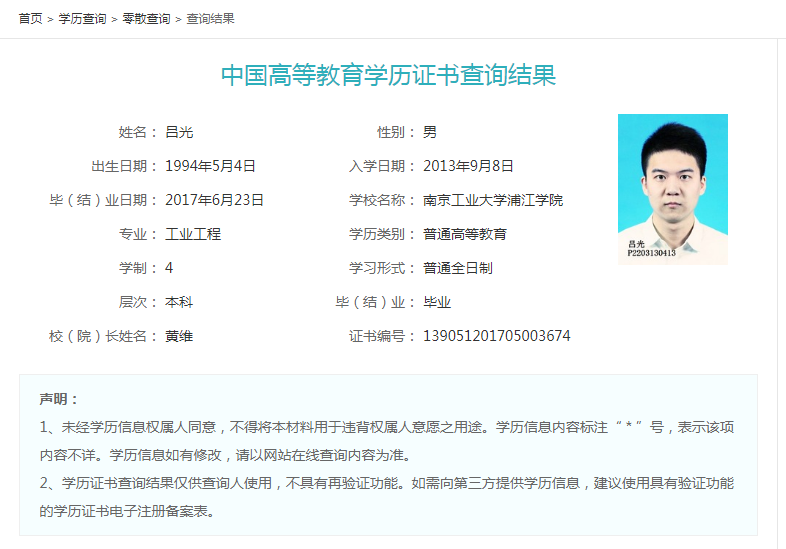 首页 > 学历查询 > 零散查询 > 查询结果
中国高等教育学历证书查询结果
姓名： 吕光 性别： 男
出生日期： 1994年5月4日 入学日期： 2013年9月8日
毕（结）业日期： 2017年6月23日 学校名称： 南京工业大学浦江学院
专业： 工业工程 学历类别： 普通高等教育
学制： 4 学习形式： 普通全日制
层次： 本科 毕（结）业： 毕业
校（院）长姓名： 黄维 证书编号： 139051201705003674
吕光
P2203130413
声明：
1、未经学历信息权属人同意，不得将本材料用于违背权属人意愿之用途。学历信息内容标注“＊”号，表示该项
内容不详。学历信息如有修改，请以网站在线查询内容为准。
2、学历证书查询结果仅供查询人使用，不具有再验证功能。如需向第三方提供学历信息，建议使用具有验证功能
的学历证书电子注册备案表。